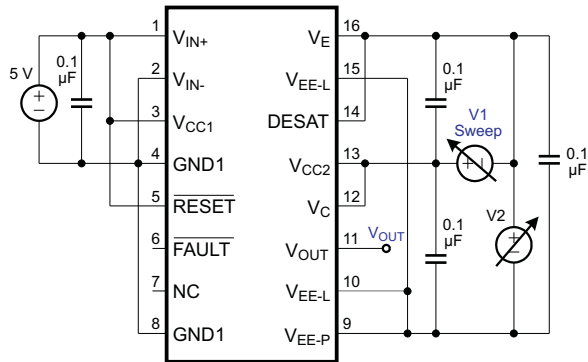 1
V_IN+
2
V_IN-
3
V_CC1
4
GND1
5
RESET
6
FAULT
7
NC
8
GND1
16
V_E
15
V_EE-L
14
DESAT
13
V_CC2
12
V_C
11
V_OUT
10
V_EE-L
9
V_EE-P
5 V
+
−
0.1
µF
0.1
µF
V1
Sweep
+
−
0.1
µF
V_OUT
0.1
µF
V2
+
−